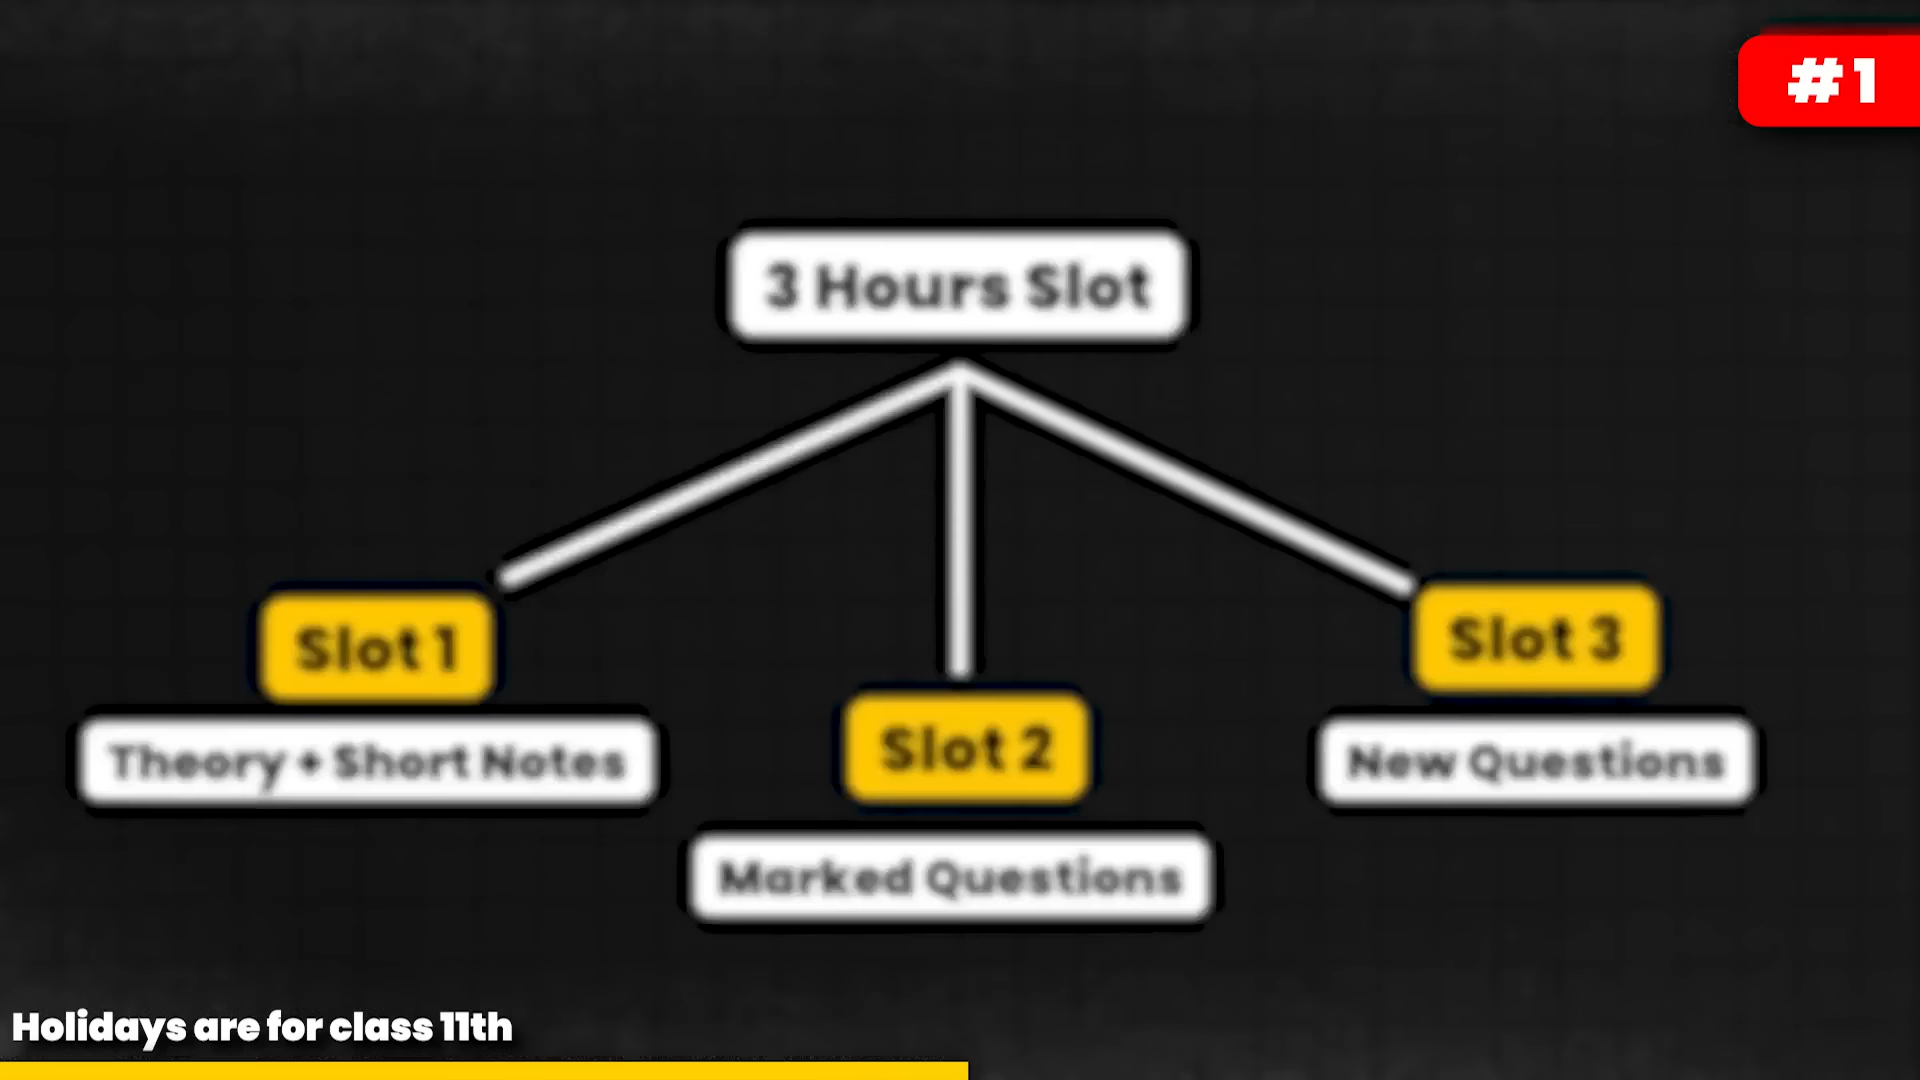 #1
3 Hours Slot
Slot 1
Theory + Short Notes
Slot 2
Marked Questions
Slot 3
New Questions
Holidays are for class 11th